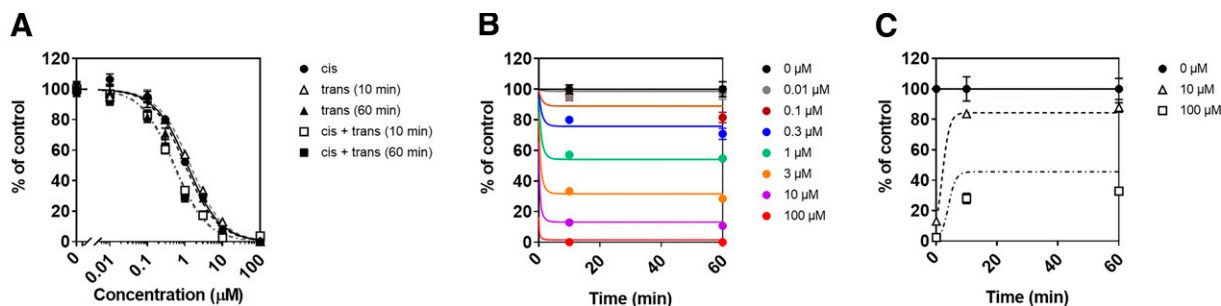 A
% of control
120
100
80
60
40
20
0
0
0.01
0.1
1
10
100
Concentration (μM)
cis
trans (10 min)
trans (60 min)
cis + trans (10 min)
cis + trans (60 min)
B
% of control
120
100
80
60
40
20
0
0
20
40
60
Time (min)
0 μM
0.01 μM
0.1 μM
0.3 μM
1 μM
3 μM
10 μM
100 μM
C
% of control
120
100
80
60
40
20
0
0
20
40
60
Time (min)
0 μM
10 μM
100 μM